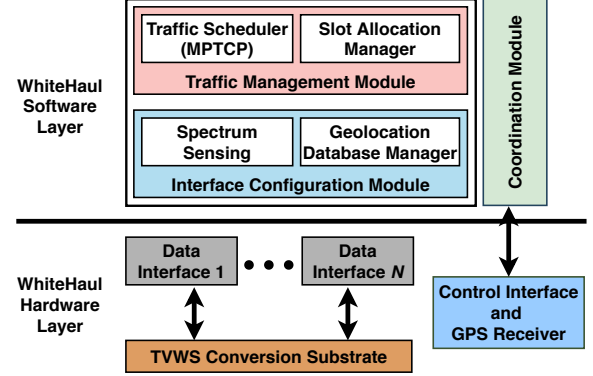 WhiteHaul
Software
Layer
Traffic Scheduler
(MPTCP)
Slot Allocation
Manager
Traffic Management Module
Spectrum
Sensing
Geolocation
Database Manager
Interface Configuration Module
Coordination Module
WhiteHaul
Hardware
Layer
Data
Interface 1
Data
Interface N
Control Interface
and
GPS Receiver
TVWS Conversion Substrate